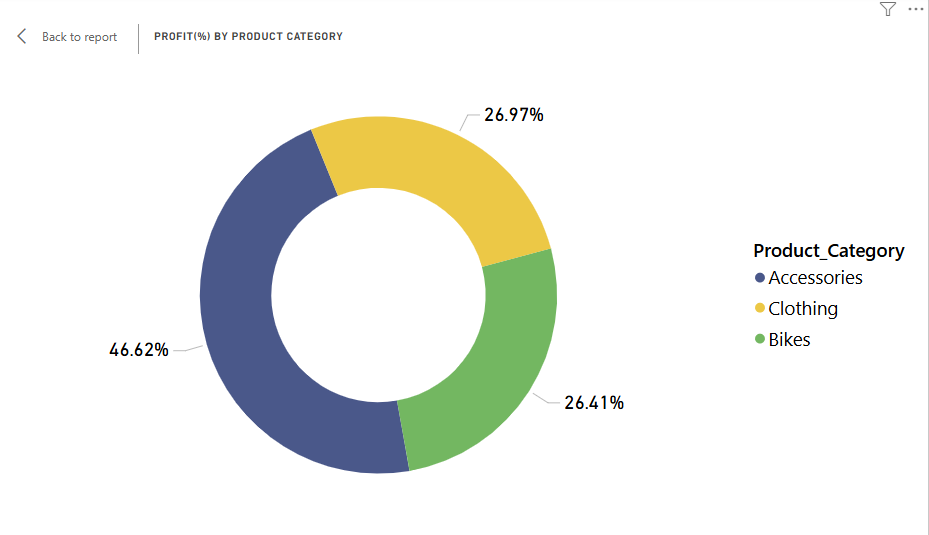 Back to report
PROFIT(%) BY PRODUCT CATEGORY
26.97%
46.62%
26.41%
Product_Category
Accessories
Clothing
Bikes